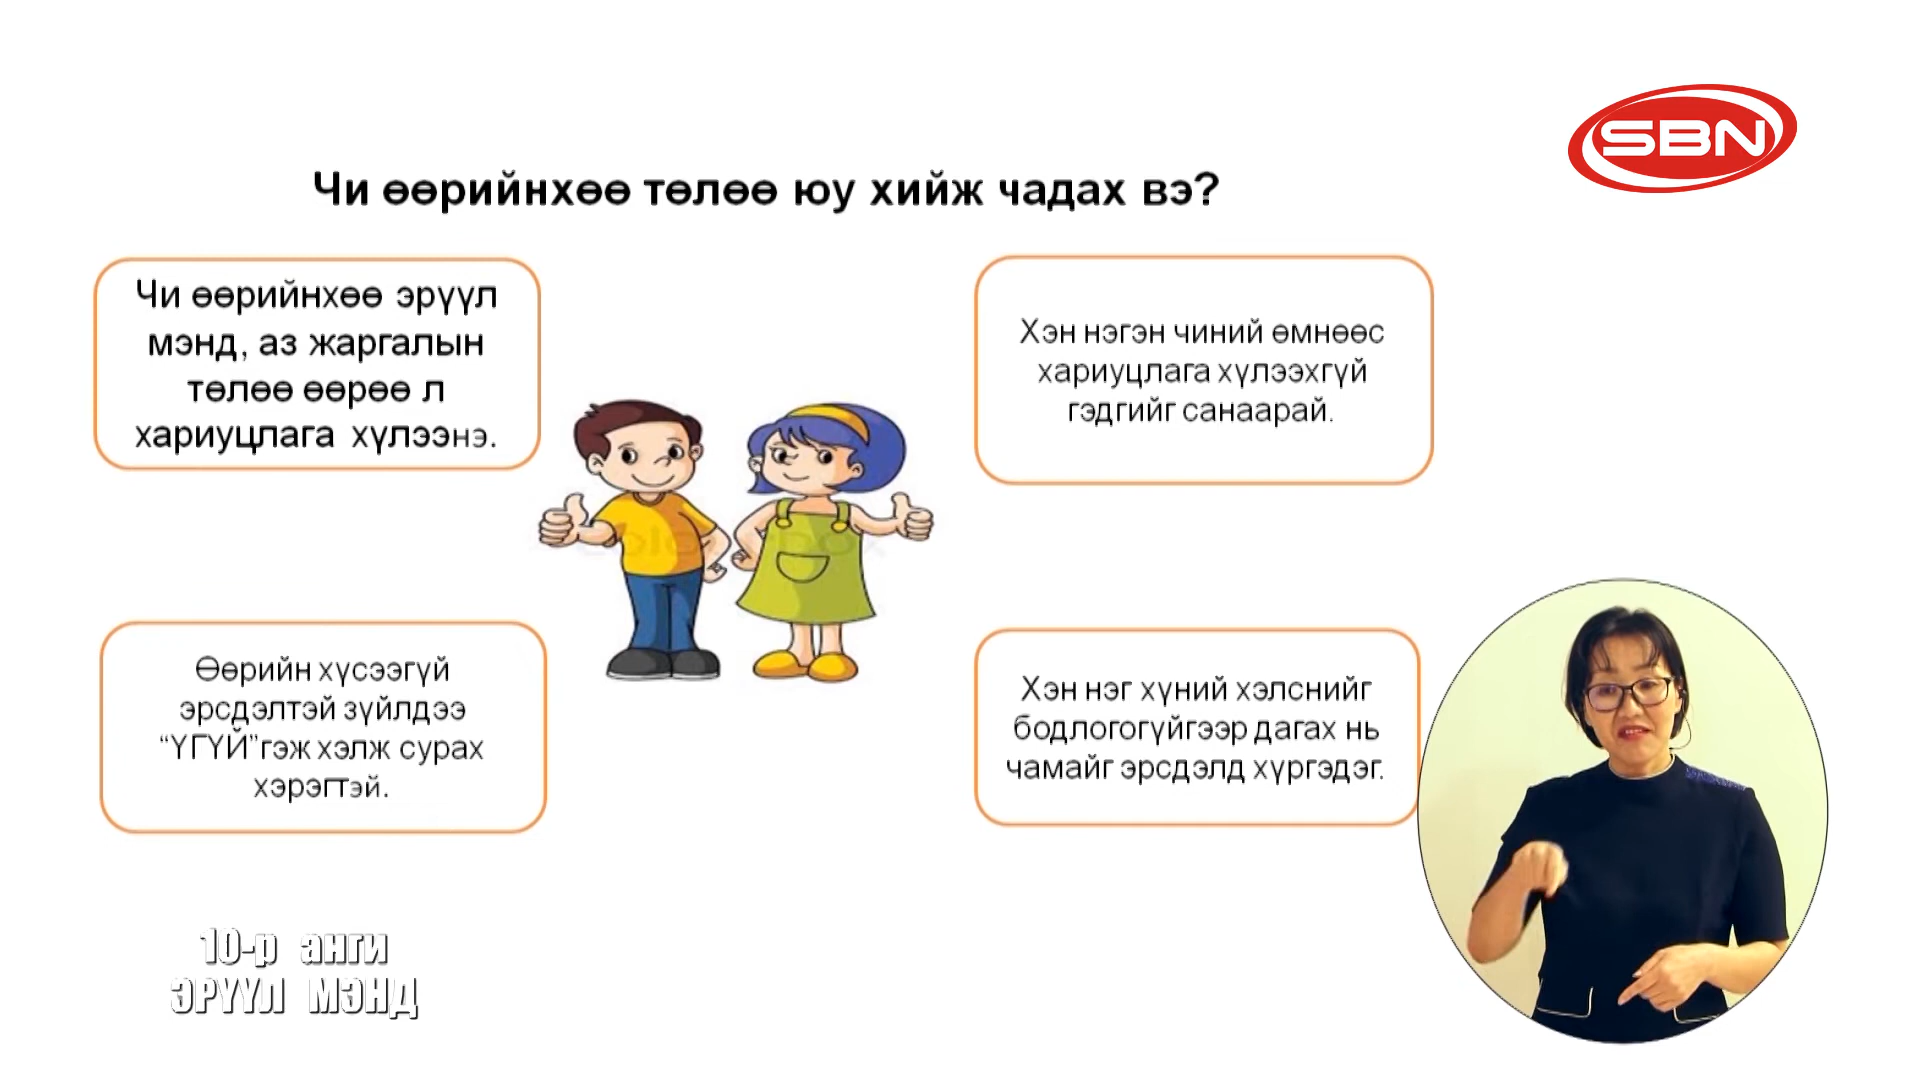 SBN
Чи өөрийнхөө төлөө юу хийж чадах вэ?
Чи өөрийнхөө эрүүл
мэнд, аз жаргалын
төлөө өөрөө л
хариуцлага хүлээнэ.
Хэн нэгэн чиний өмнөөс
хариуцлага хүлээхгүй
гэдгийг санаарай.
Өөрийн хүсээгүй
эрсдэлтэй зүйлдээ
“ҮГҮЙ”гэж хэлж сурах
хэрэгтэй.
Хэн нэг хүний хэлснийг
бодлогогүйгээр дагах нь
чамайг эрсдэлд хүргэдэг.
10-р анги
ЭРҮҮЛ МЭНД